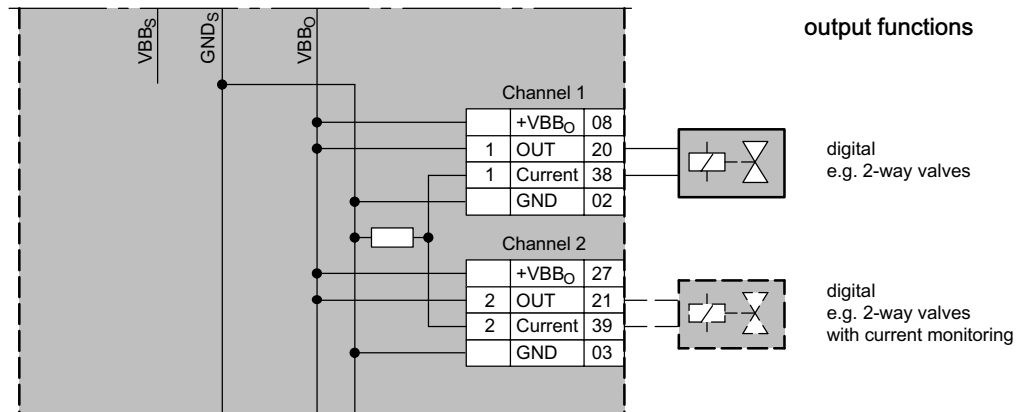 VBBS
GNDS
VBBO
output functions
Channel 1
+VBBO 08
1 OUT 20
1 Current 38
GND 02
digital
e.g. 2-way valves
Channel 2
+VBBO 27
2 OUT 21
2 Current 39
GND 03
digital
e.g. 2-way valves
with current monitoring